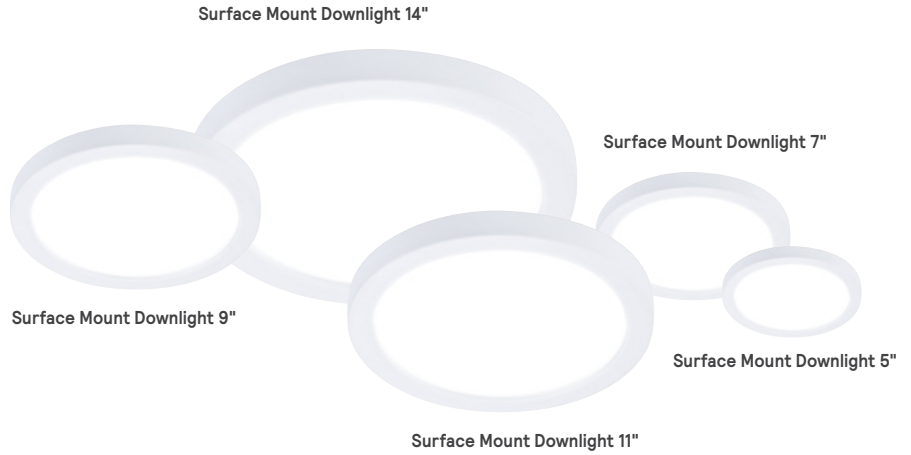 Surface Mount Downlight 14"
Surface Mount Downlight 7"
Surface Mount Downlight 9"
Surface Mount Downlight 5"
Surface Mount Downlight 11"